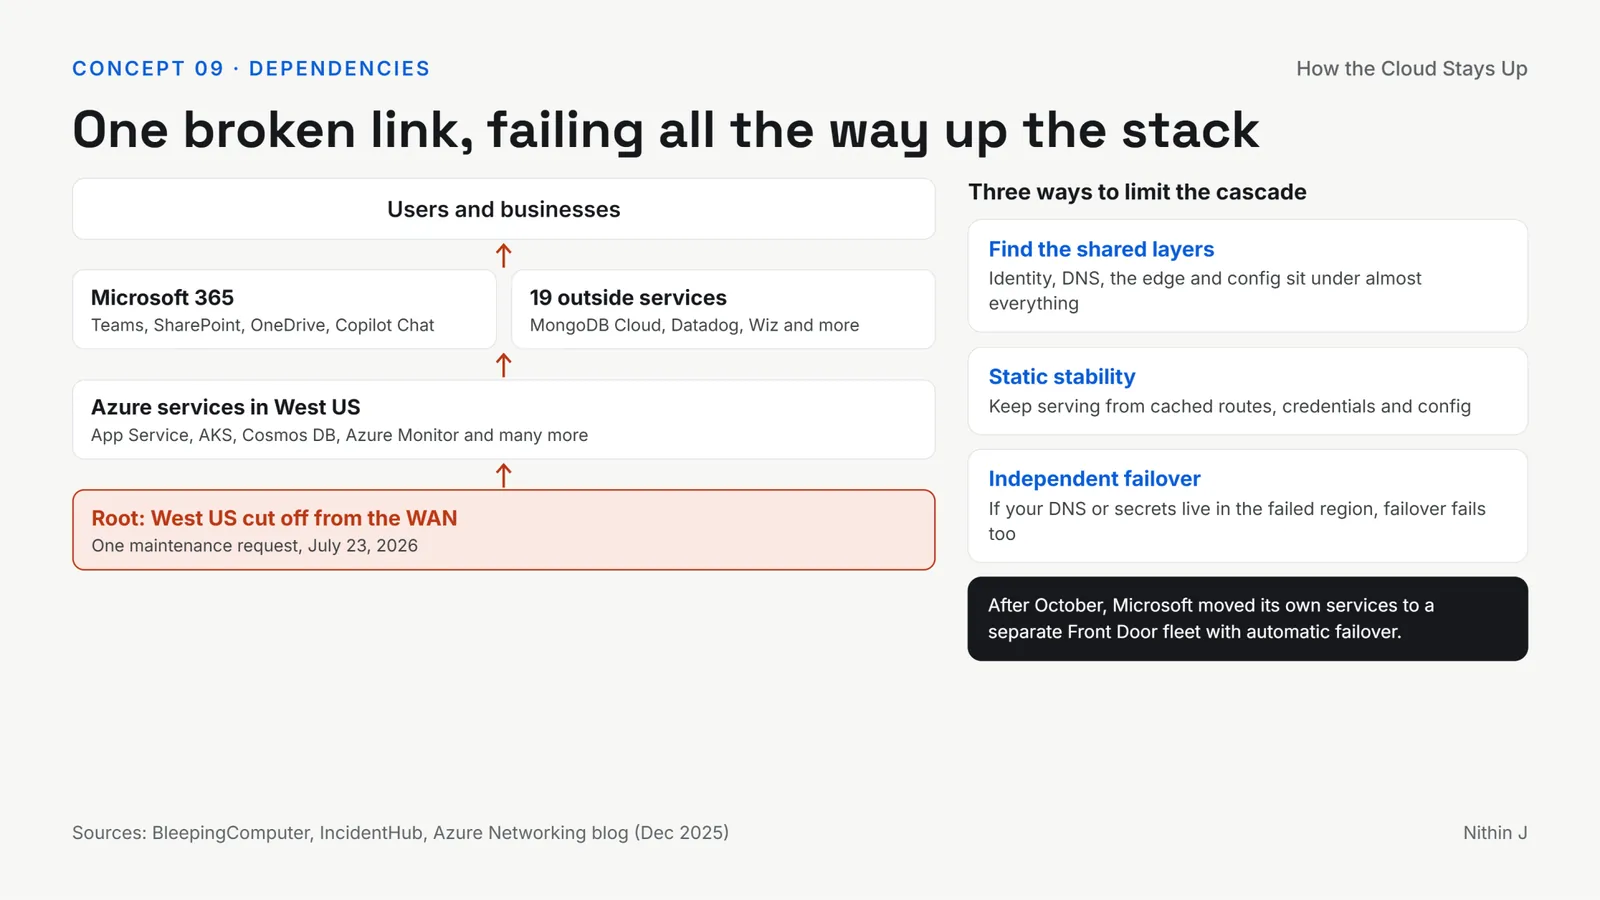 CONCEPT 09 · DEPENDENCIES
How the Cloud Stays Up
One broken link, failing all the way up the stack
Users and businesses
↑
Microsoft 365
Teams, SharePoint, OneDrive, Copilot Chat
19 outside services
MongoDB Cloud, Datadog, Wiz and more
↑
Azure services in West US
App Service, AKS, Cosmos DB, Azure Monitor and many more
↑
Root: West US cut off from the WAN
One maintenance request, July 23, 2026
Three ways to limit the cascade
Find the shared layers
Identity, DNS, the edge and config sit under almost
everything
Static stability
Keep serving from cached routes, credentials and config
Independent failover
If your DNS or secrets live in the failed region, failover fails
too
After October, Microsoft moved its own services to a
separate Front Door fleet with automatic failover.
Sources: BleepingComputer, IncidentHub, Azure Networking blog (Dec 2025)
Nithin J